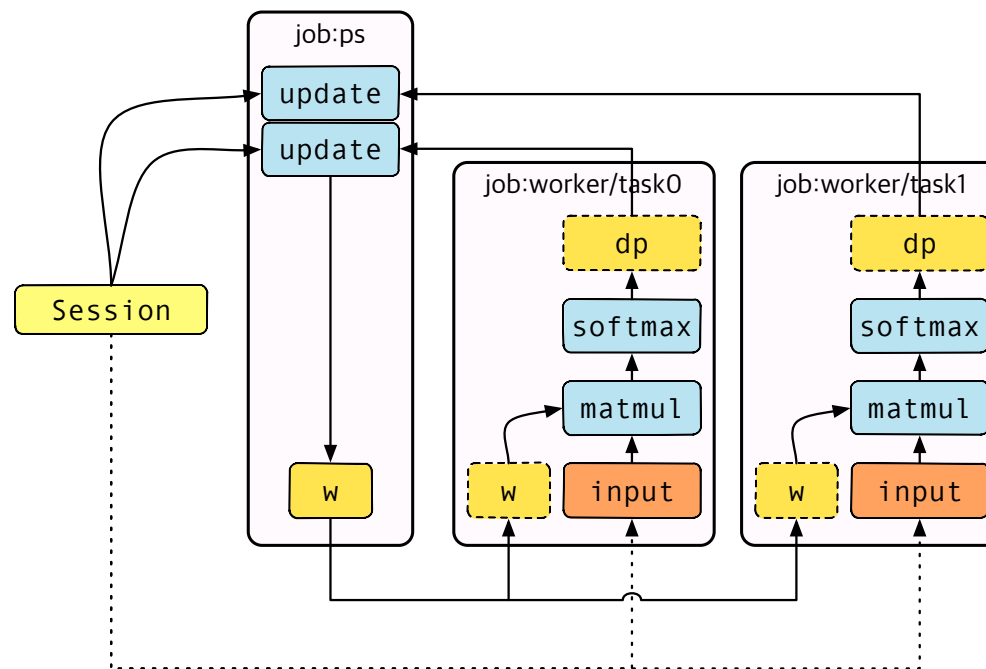 job:ps
update
update
job:worker/task0
job:worker/task1
dp
dp
Session
softmax
softmax
matmul
matmul
w
w
input
w
input